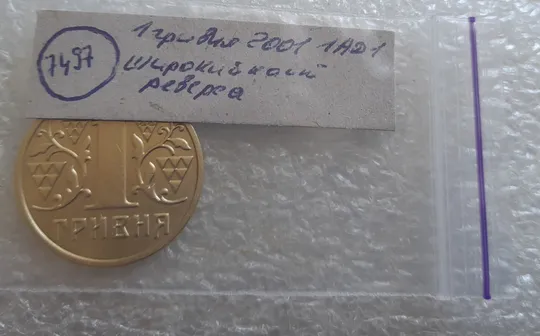 1 гривня 2001 1АД1
7497
широкий кант
реверса
1
ГРИВНЯ